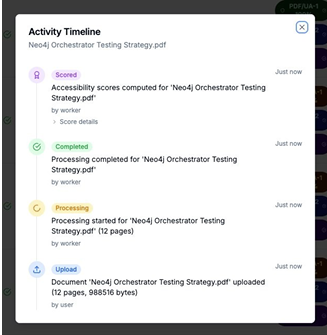 PDF/UA-1
Activity Timeline
Neo4j Orchestrator Testing Strategy.pdf
Scored
Just now
Accessibility scores computed for 'Neo4j Orchestrator Testing
Strategy.pdf'
by worker
Score details
Completed
Just now
Processing completed for 'Neo4j Orchestrator Testing
Strategy.pdf'
by worker
Processing
Just now
Processing started for 'Neo4j Orchestrator Testing
Strategy.pdf' (12 pages)
by worker
Upload
Just now
Document 'Neo4j Orchestrator Testing Strategy.pdf' uploaded
(12 pages, 988516 bytes)
by user